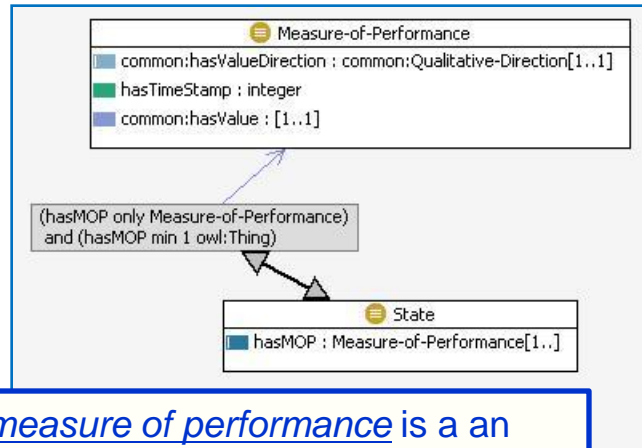 Measure-of-Performance
common:hasValueDirection : common:Qualitative-Direction[1..1]
hasTimeStamp : integer
common:hasValue : [1..1]
(hasMOP only Measure-of-Performance)
and (hasMOP min 1 owl:Thing)
State
hasMOP : Measure-of-Performance[1..]
measure of performance is a an